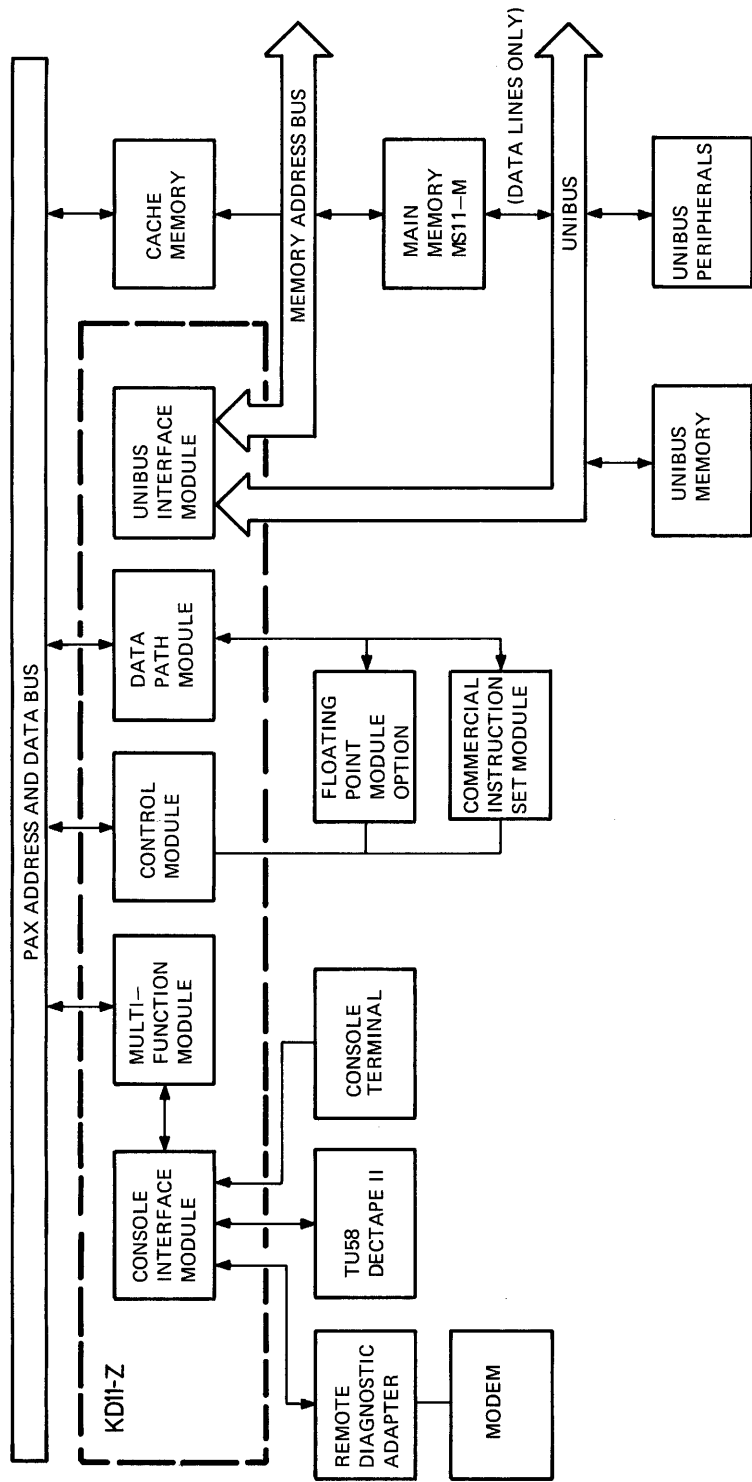 PAX ADDRESS AND DATA BUS
KD11-Z
CONSOLE
INTERFACE
MODULE
MULTI–
FUNCTION
MODULE
CONTROL
MODULE
DATA
PATH
MODULE
UNIBUS
INTERFACE
MODULE
CACHE
MEMORY
MEMORY ADDRESS BUS
REMOTE
DIAGNOSTIC
ADAPTER
TU58
DECTAPE II
CONSOLE
TERMINAL
FLOATING
POINT
MODULE
OPTION
MAIN
MEMORY
MS11–M
MODEM
COMMERCIAL
INSTRUCTION
SET MODULE
(DATA LINES ONLY)
UNIBUS
UNIBUS
MEMORY
UNIBUS
PERIPHERALS